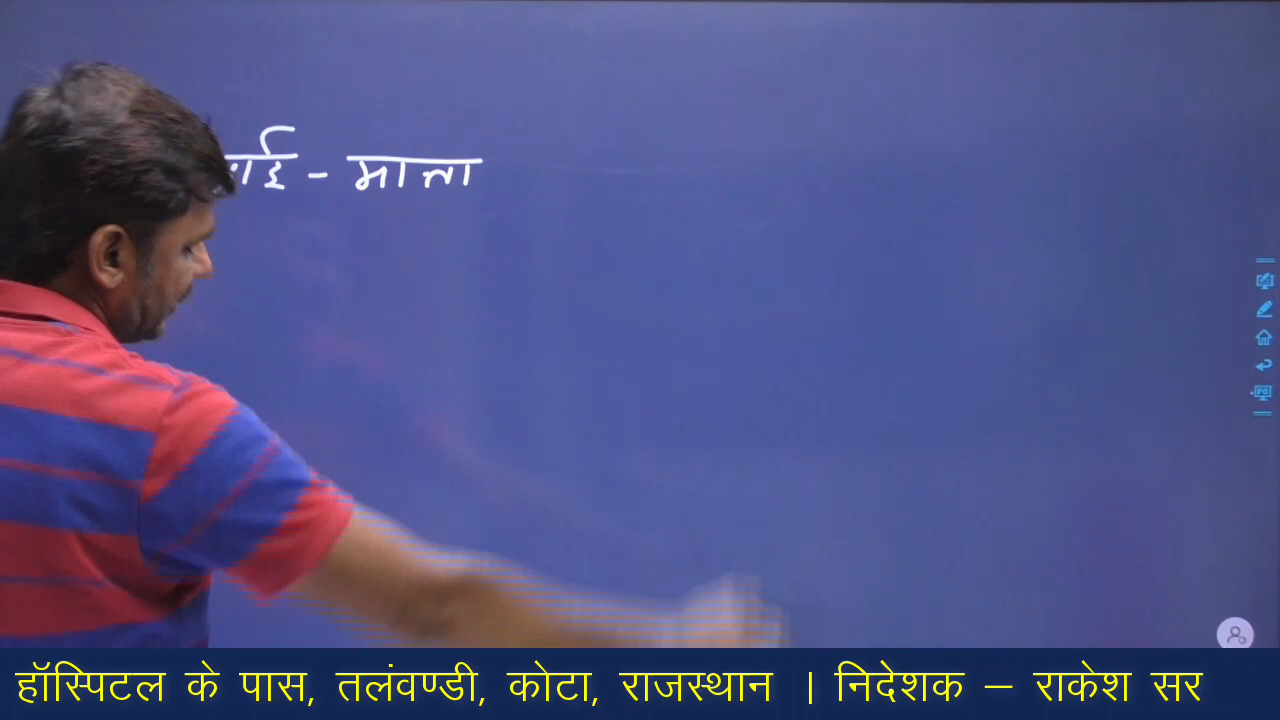 - माता
हॉस्पिटल के पास, तलंवण्डी, कोटा, राजस्थान । निदेशक – राकेश सर